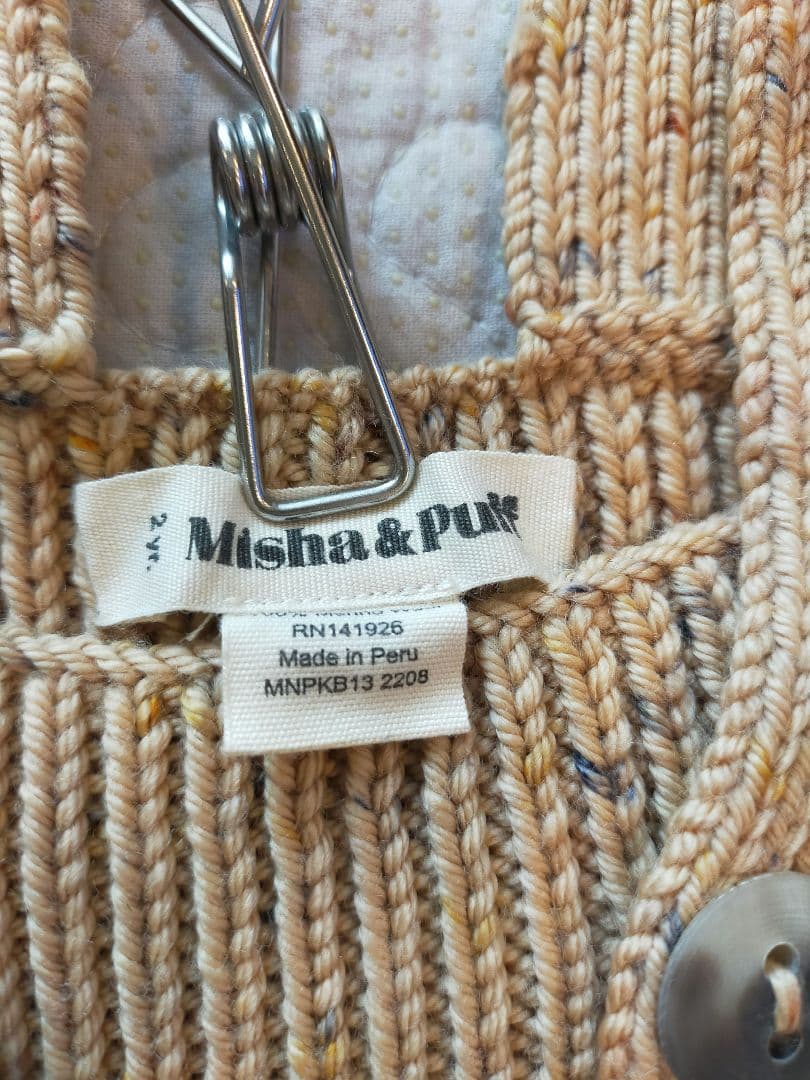 2 yr.
Misha & Puff
RN141926
Made in Peru
MNPKB13 2208